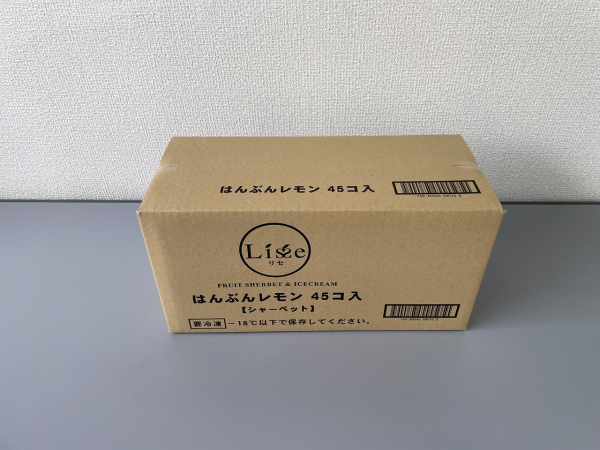 はんぶんレモン 45コ入
Lisse
リセ
FRUIT SHERBET & ICECREAM
はんぶんレモン 45コ入
【シャーベット】
要冷凍 −18℃以下で保存してください。